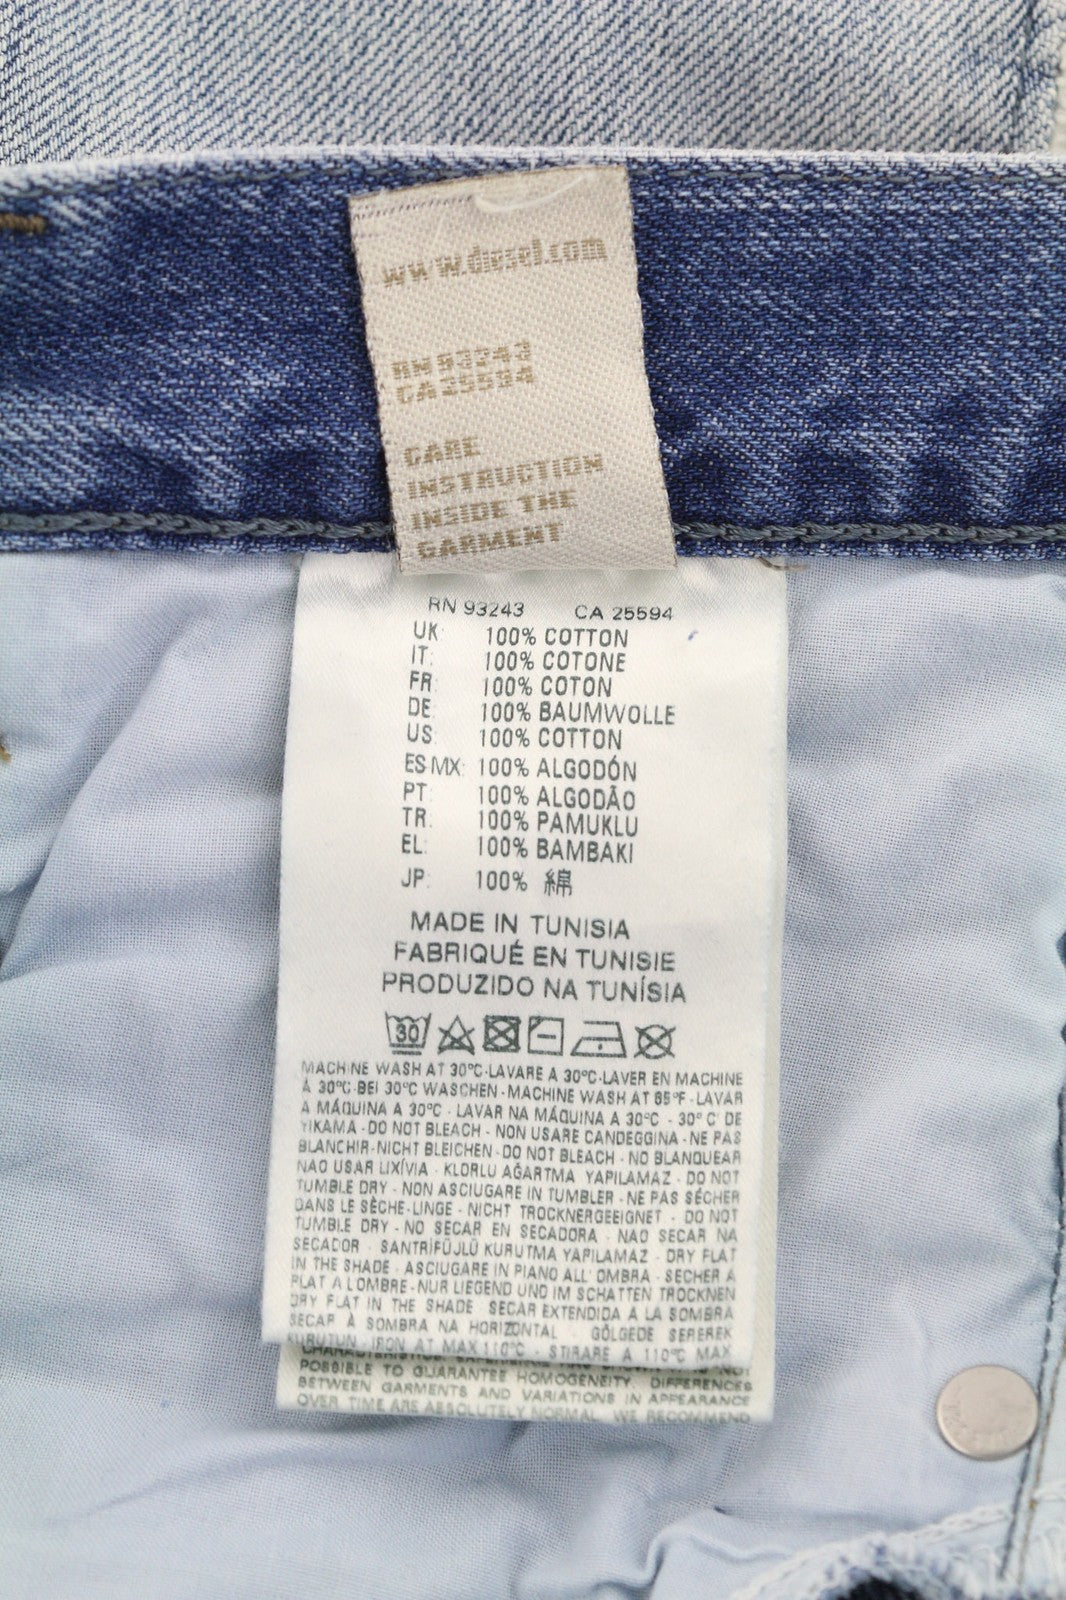 www.diesel.com
RN 93243
CA 25594
CARE
INSTRUCTION
INSIDE THE
GARMENT
RN 93243 CA 25594
UK: 100% COTTON
IT: 100% COTONE
FR: 100% COTON
DE: 100% BAUMWOLLE
US: 100% COTTON
ES MX: 100% ALGODÓN
PT: 100% ALGODÃO
TR: 100% PAMUKLU
EL: 100% BAMBAKI
JP: 100% 綿
MADE IN TUNISIA
FABRIQUÉ EN TUNISIE
PRODUZIDO NA TUNÍSIA
30
MACHINE WASH AT 30°C-LAVARE A 30°C-LAVER EN MACHINE
À 30°C-BEI 30°C WASCHEN-MACHINE WASH AT 85°F-LAVAR
A MÁQUINA A 30°C - LAVAR NA MÁQUINA A 30°C - 30° C' DE
YIKAMA - DO NOT BLEACH - NON USARE CANDEGGINA - NE PAS
BLANCHIR-NICHT BLEICHEN-DO NOT BLEACH - NO BLANQUEAR
NÃO USAR LIXÍVIA - KLORLU AĞARTMA YAPILAMAZ - DO NOT
TUMBLE DRY - NON ASCIUGARE IN TUMBLER - NE PAS SÉCHER
DANS LE SÈCHE-LINGE - NICHT TROCKNERGEEIGNET - DO NOT
TUMBLE DRY - NO SECAR EN SECADORA - NAO SECAR NA
SECADOR - SANTRİFÜJLÜ KURUTMA YAPILAMAZ - DRY FLAT
IN THE SHADE - ASCIUGARE IN PIANO ALL' OMBRA - SECHER A
PLAT A L'OMBRE-NUR LIEGEND UND IM SCHATTEN TROCKNEN
DRY FLAT IN THE SHADE SECAR EXTENDIDA A LA SOMBRA
SECAR À SOMBRA NA HORIZONTAL - GÖLGEDE SEREREK
KURUTUN - IRON AT MAX 110°C - STIRARE A 110°C MAX
NOT
POSSIBLE TO GUARANTEE HOMOGENEITY. DIFFERENCES
BETWEEN GARMENTS AND VARIATIONS IN APPEARANCE
OVER TIME ARE ABSOLUTELY NORMAL. WE RECOMMEND